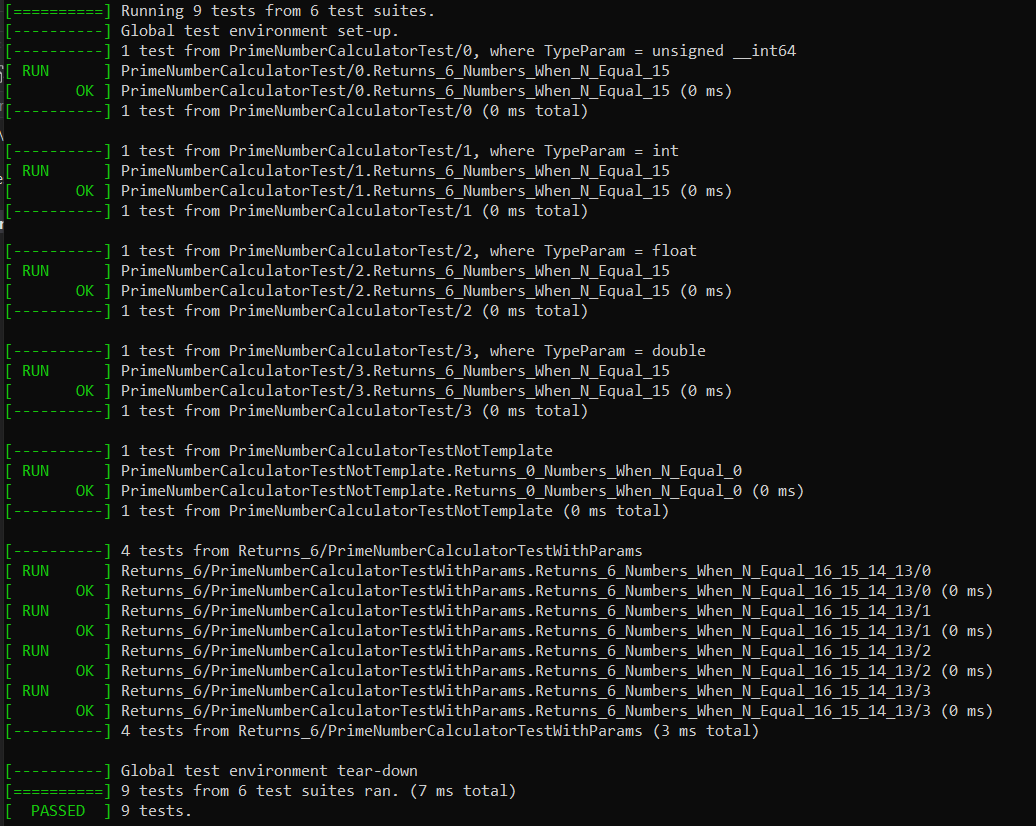 [==========] Running 9 tests from 6 test suites.
[----------] Global test environment set-up.
[----------] 1 test from PrimeNumberCalculatorTest/0, where TypeParam = unsigned __int64
[ RUN      ] PrimeNumberCalculatorTest/0.Returns_6_Numbers_When_N_Equal_15
[       OK ] PrimeNumberCalculatorTest/0.Returns_6_Numbers_When_N_Equal_15 (0 ms)
[----------] 1 test from PrimeNumberCalculatorTest/0 (0 ms total)

[----------] 1 test from PrimeNumberCalculatorTest/1, where TypeParam = int
[ RUN      ] PrimeNumberCalculatorTest/1.Returns_6_Numbers_When_N_Equal_15
[       OK ] PrimeNumberCalculatorTest/1.Returns_6_Numbers_When_N_Equal_15 (0 ms)
[----------] 1 test from PrimeNumberCalculatorTest/1 (0 ms total)

[----------] 1 test from PrimeNumberCalculatorTest/2, where TypeParam = float
[ RUN      ] PrimeNumberCalculatorTest/2.Returns_6_Numbers_When_N_Equal_15
[       OK ] PrimeNumberCalculatorTest/2.Returns_6_Numbers_When_N_Equal_15 (0 ms)
[----------] 1 test from PrimeNumberCalculatorTest/2 (0 ms total)

[----------] 1 test from PrimeNumberCalculatorTest/3, where TypeParam = double
[ RUN      ] PrimeNumberCalculatorTest/3.Returns_6_Numbers_When_N_Equal_15
[       OK ] PrimeNumberCalculatorTest/3.Returns_6_Numbers_When_N_Equal_15 (0 ms)
[----------] 1 test from PrimeNumberCalculatorTest/3 (0 ms total)

[----------] 1 test from PrimeNumberCalculatorTestNotTemplate
[ RUN      ] PrimeNumberCalculatorTestNotTemplate.Returns_0_Numbers_When_N_Equal_0
[       OK ] PrimeNumberCalculatorTestNotTemplate.Returns_0_Numbers_When_N_Equal_0 (0 ms)
[----------] 1 test from PrimeNumberCalculatorTestNotTemplate (0 ms total)

[----------] 4 tests from Returns_6/PrimeNumberCalculatorTestWithParams
[ RUN      ] Returns_6/PrimeNumberCalculatorTestWithParams.Returns_6_Numbers_When_N_Equal_16_15_14_13/0
[       OK ] Returns_6/PrimeNumberCalculatorTestWithParams.Returns_6_Numbers_When_N_Equal_16_15_14_13/0 (0 ms)
[ RUN      ] Returns_6/PrimeNumberCalculatorTestWithParams.Returns_6_Numbers_When_N_Equal_16_15_14_13/1
[       OK ] Returns_6/PrimeNumberCalculatorTestWithParams.Returns_6_Numbers_When_N_Equal_16_15_14_13/1 (0 ms)
[ RUN      ] Returns_6/PrimeNumberCalculatorTestWithParams.Returns_6_Numbers_When_N_Equal_16_15_14_13/2
[       OK ] Returns_6/PrimeNumberCalculatorTestWithParams.Returns_6_Numbers_When_N_Equal_16_15_14_13/2 (0 ms)
[ RUN      ] Returns_6/PrimeNumberCalculatorTestWithParams.Returns_6_Numbers_When_N_Equal_16_15_14_13/3
[       OK ] Returns_6/PrimeNumberCalculatorTestWithParams.Returns_6_Numbers_When_N_Equal_16_15_14_13/3 (0 ms)
[----------] 4 tests from Returns_6/PrimeNumberCalculatorTestWithParams (3 ms total)

[----------] Global test environment tear-down
[==========] 9 tests from 6 test suites ran. (7 ms total)
[  PASSED  ] 9 tests.